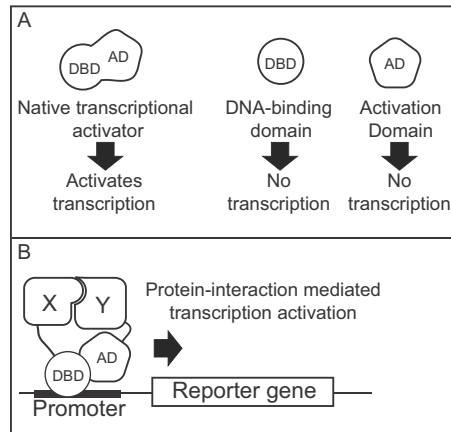 A
DBD AD
DBD
AD
Native transcriptional
activator
DNA-binding
domain
Activation
Domain
Activates
transcription
No
transcription
No
transcription
B
X Y
Protein-interaction mediated
transcription activation
AD
DBD
Reporter gene
Promoter